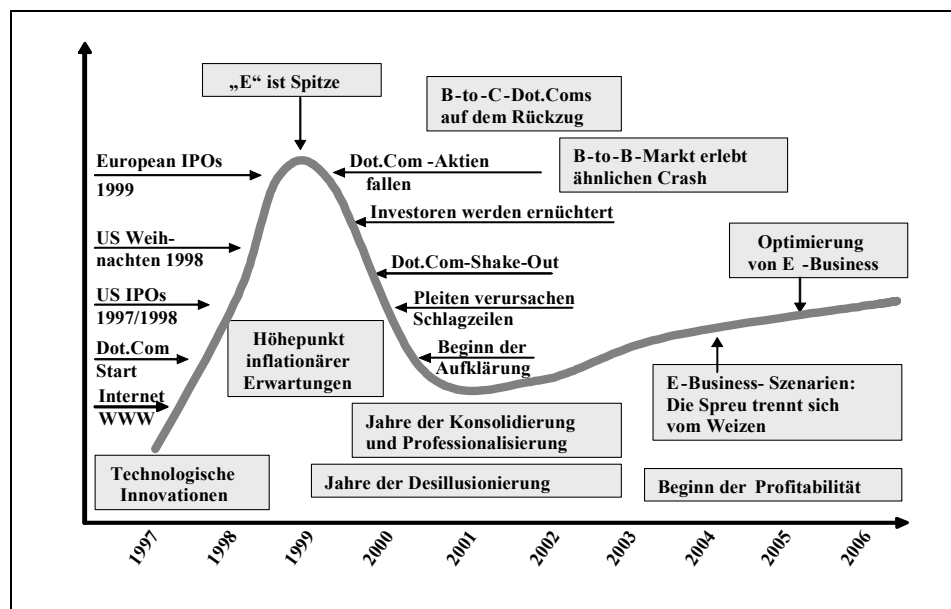 „E“ ist Spitze
B-to-C-Dot.Coms
auf dem Rückzug
European IPOs
1999
Dot.Com -Aktien
fallen
B-to-B-Markt erlebt
ähnlichen Crash
Investoren werden ernüchtert
US Weih-
nachten 1998
Dot.Com-Shake-Out
Optimierung
von E -Business
US IPOs
1997/1998
Pleiten verursachen
Schlagzeilen
Höhepunkt
inflationärer
Erwartungen
Dot.Com
Start
Beginn der
Aufklärung
Internet
WWW
E-Business- Szenarien:
Die Spreu trennt sich
vom Weizen
Jahre der Konsolidierung
und Professionalisierung
Technologische
Innovationen
Jahre der Desillusionierung
Beginn der Profitabilität
1997
1998
1999
2000
2001
2002
2003
2004
2005
2006